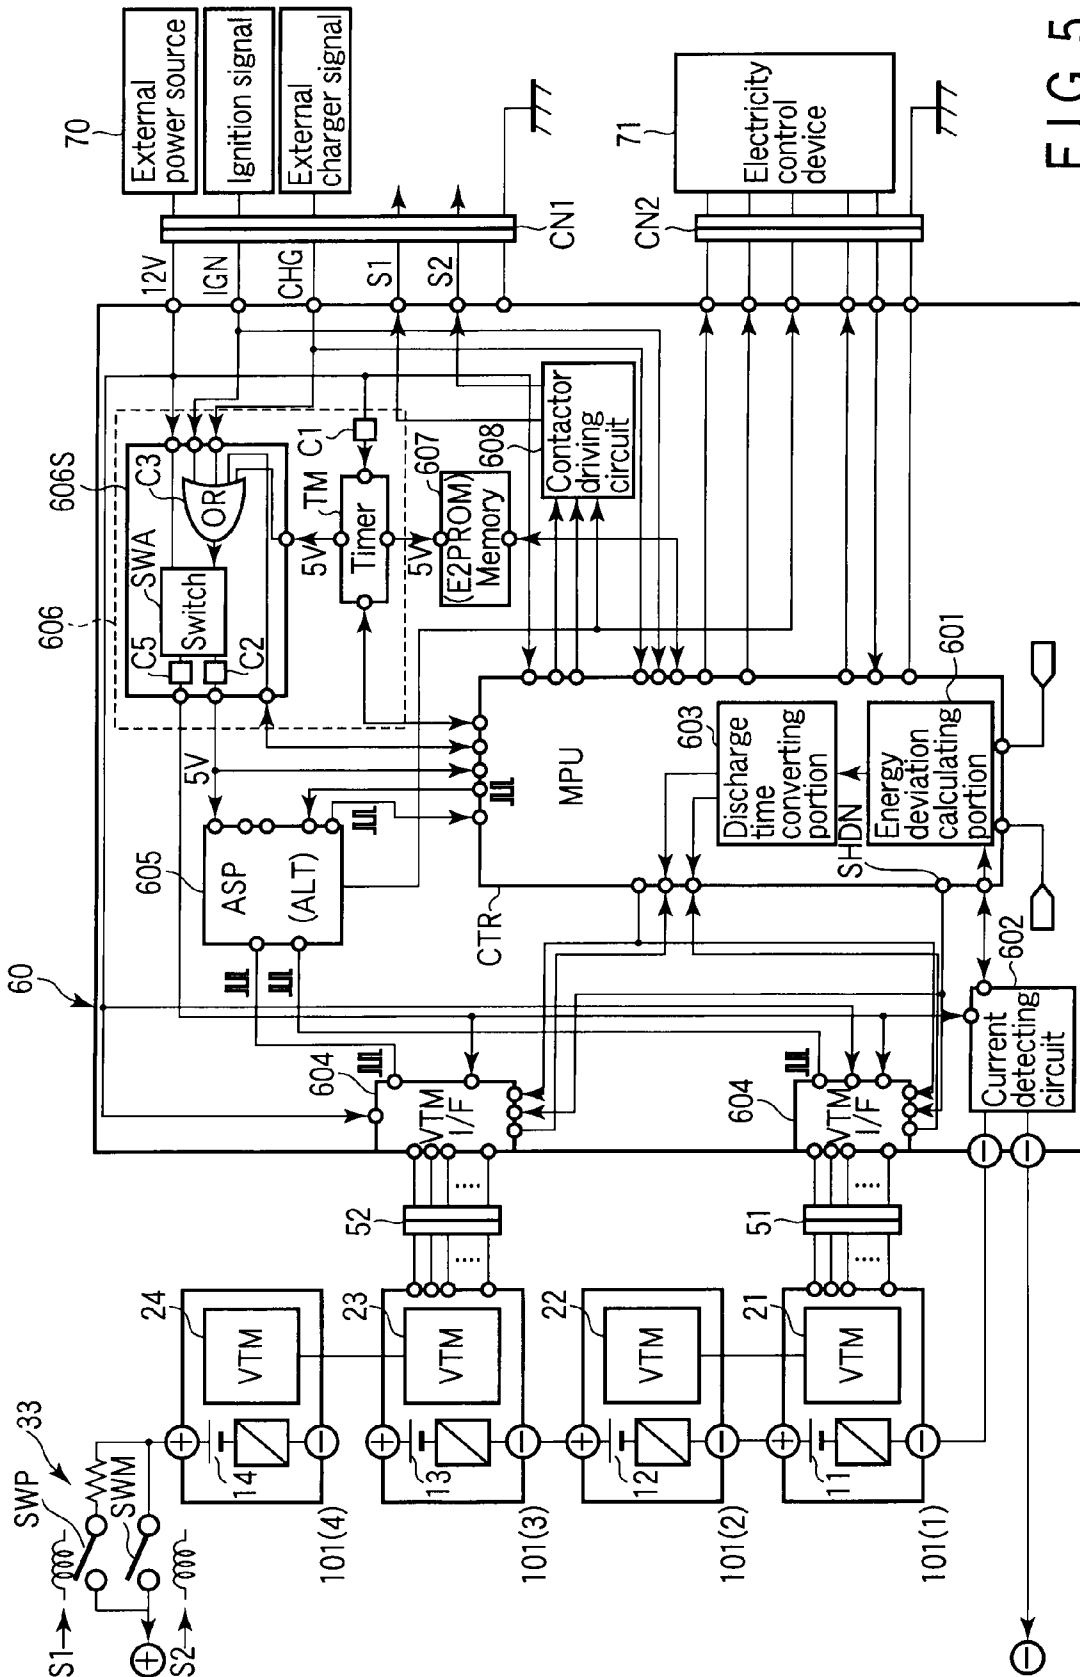 FIG. 5
70
External
power source
Ignition signal
External
charger signal
12V
IGN
CHG
S1
S2
CN1
71
Electricity
control
device
CN2
60
606
606S
SWA
C3
OR
Switch
C5
C2
5V
TM
C1
Timer
5V
5V
607
(E2PROM)
Memory
608
Contactor
driving
circuit
605
ASP
(ALT)
CTR
MPU
603
Discharge
time
converting
portion
601
Energy
deviation
calculating
portion
SHDN
602
Current
detecting
circuit
604
VTM
I/F
604
VTM
I/F
52
51
24
VTM
23
VTM
22
VTM
21
VTM
14
13
12
11
+
−
+
−
+
−
+
−
−
−
101(4)
101(3)
101(2)
101(1)
33
SWP
SWM
S1
S2
+
−